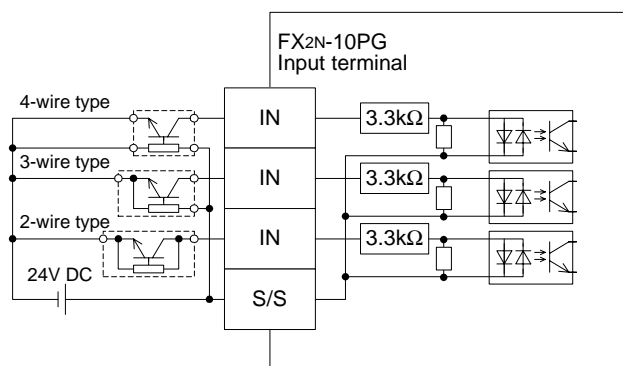 FX2N-10PG
Input terminal
4-wire type
IN
3.3kΩ
3-wire type
IN
3.3kΩ
2-wire type
IN
3.3kΩ
24V DC
S/S